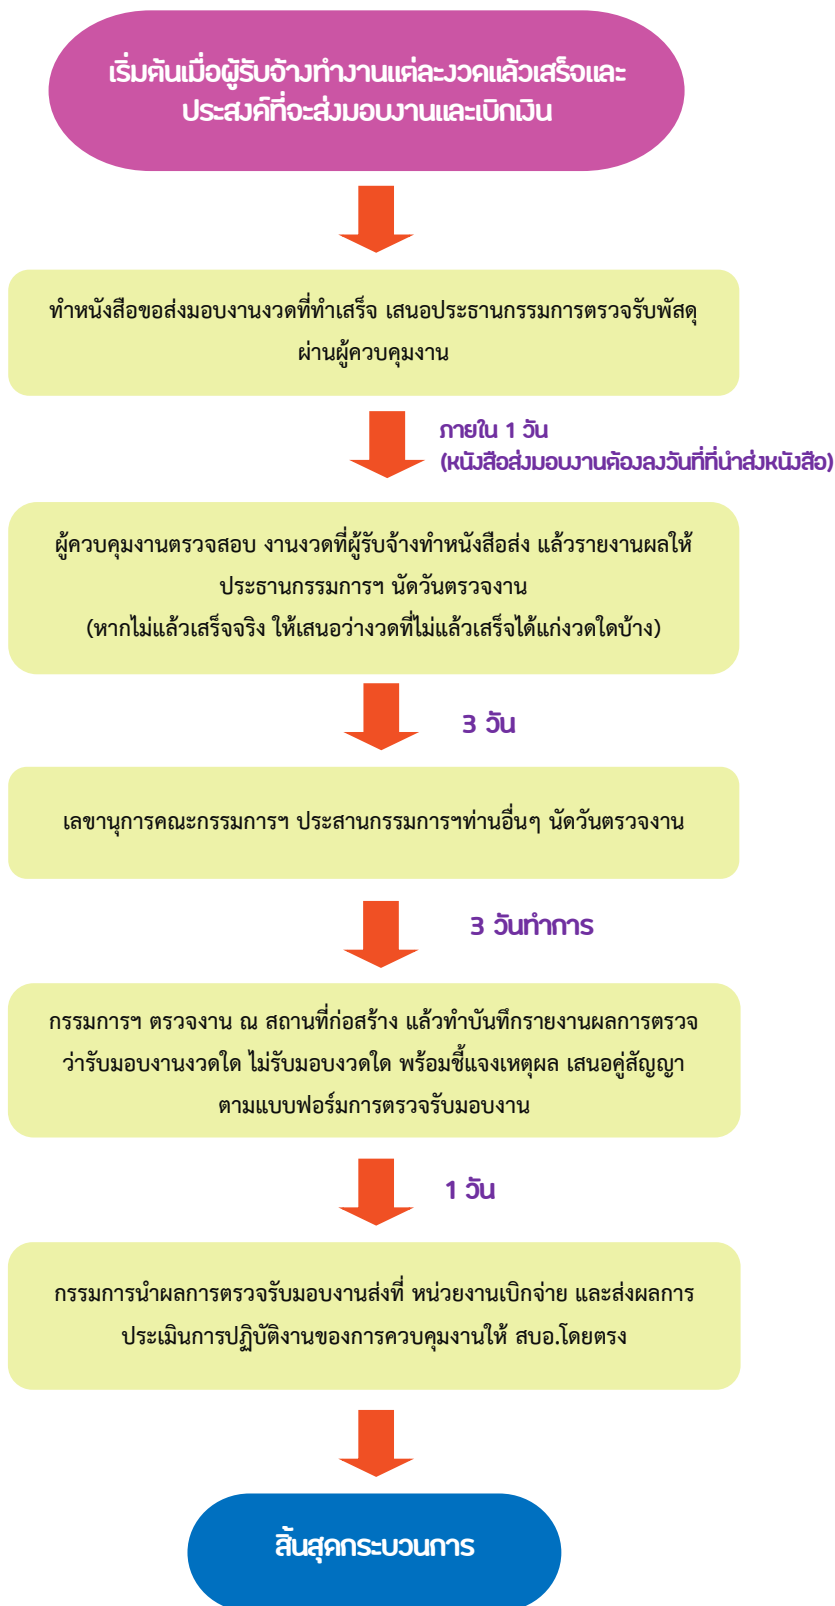 เริ่มต้นเมื่อผู้รับจ้างทำงานแต่ละงวดแล้วเสร็จและ
ประสงค์ที่จะส่งมอบงานและเบิกเงิน
ทำหนังสือขอส่งมอบงานงวดที่ทำเสร็จ เสนอประธานกรรมการตรวจรับพัสดุ
ผ่านผู้ควบคุมงาน
ภายใน 1 วัน
(หนังสือส่งมอบงานต้องลงวันที่ที่นำส่งหนังสือ)
ผู้ควบคุมงานตรวจสอบ งานงวดที่ผู้รับจ้างทำหนังสือส่ง แล้วรายงานผลให้
ประธานกรรมการฯ นัดวันตรวจงาน
(หากไม่แล้วเสร็จจริง ให้เสนอว่างวดที่ไม่แล้วเสร็จได้แก่งวดใดบ้าง)
3 วัน
เลขานุการคณะกรรมการฯ ประสานกรรมการฯท่านอื่นๆ นัดวันตรวจงาน
3 วันทำการ
กรรมการฯ ตรวจงาน ณ สถานที่ก่อสร้าง แล้วทำบันทึกรายงานผลการตรวจ
ว่ารับมอบงานงวดใด ไม่รับมอบงวดใด พร้อมชี้แจงเหตุผล เสนอคู่สัญญา
ตามแบบฟอร์มการตรวจรับมอบงาน
1 วัน
กรรมการนำผลการตรวจรับมอบงานส่งที่ หน่วยงานเบิกจ่าย และส่งผลการ
ประเมินการปฏิบัติงานของการควบคุมงานให้ สบอ.โดยตรง
สิ้นสุดกระบวนการ